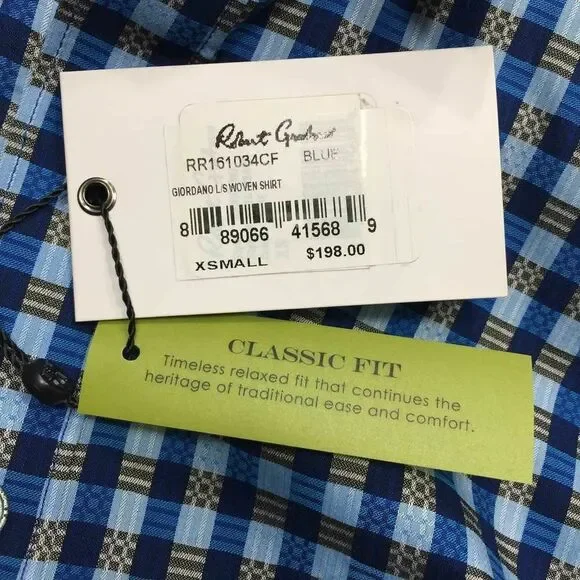 Robert Graham
RR161034CF BLUE
GIORDANO L/S WOVEN SHIRT
8 89066 41568 9
XSMALL $198.00
CLASSIC FIT
Timeless relaxed fit that continues the
heritage of traditional ease and comfort.